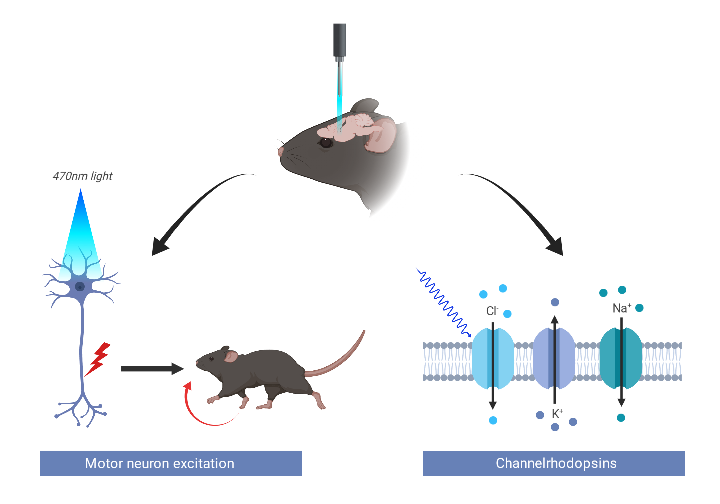 470nm light
Cl⁻
Na⁺
K⁺
Motor neuron excitation
Channelrhodopsins